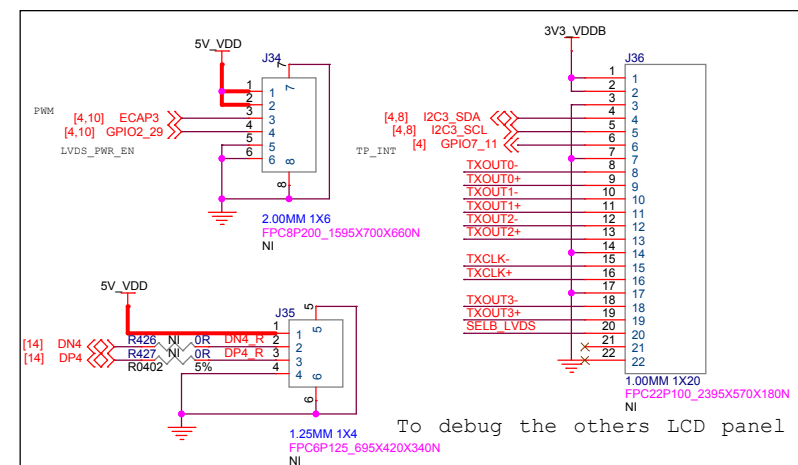 5V_VDD
J34
7
1 1
2 2
3 3
4 4
5 5
6 6
7
8
8
PWM
[4,10] ECAP3
[4,10] GPIO2_29
LVDS_PWR_EN
2.00MM 1X6
FPC8P200_1595X700X660N
NI
5V_VDD
J35
5
1 1
2 2
3 3
4 4
5
6
6
[14] DN4 R426 NI 0R DN4_R
[14] DP4 R427 NI 0R DP4_R
R0402 5%
1.25MM 1X4
FPC6P125_695X420X340N
NI
3V3_VDDB
J36
1 1
2 2
3 3
[4,8] I2C3_SDA 4 4
[4,8] I2C3_SCL 5 5
[4] GPIO7_11 6 6
TP_INT 7 7
TXOUT0- 8 8
TXOUT0+ 9 9
TXOUT1- 10 10
TXOUT1+ 11 11
TXOUT2- 12 12
TXOUT2+ 13 13
14 14
TXCLK- 15 15
TXCLK+ 16 16
17 17
TXOUT3- 18 18
TXOUT3+ 19 19
SELB_LVDS 20 20
21 21
22 22
1.00MM 1X20
FPC22P100_2395X570X180N
NI
To debug the others LCD panel